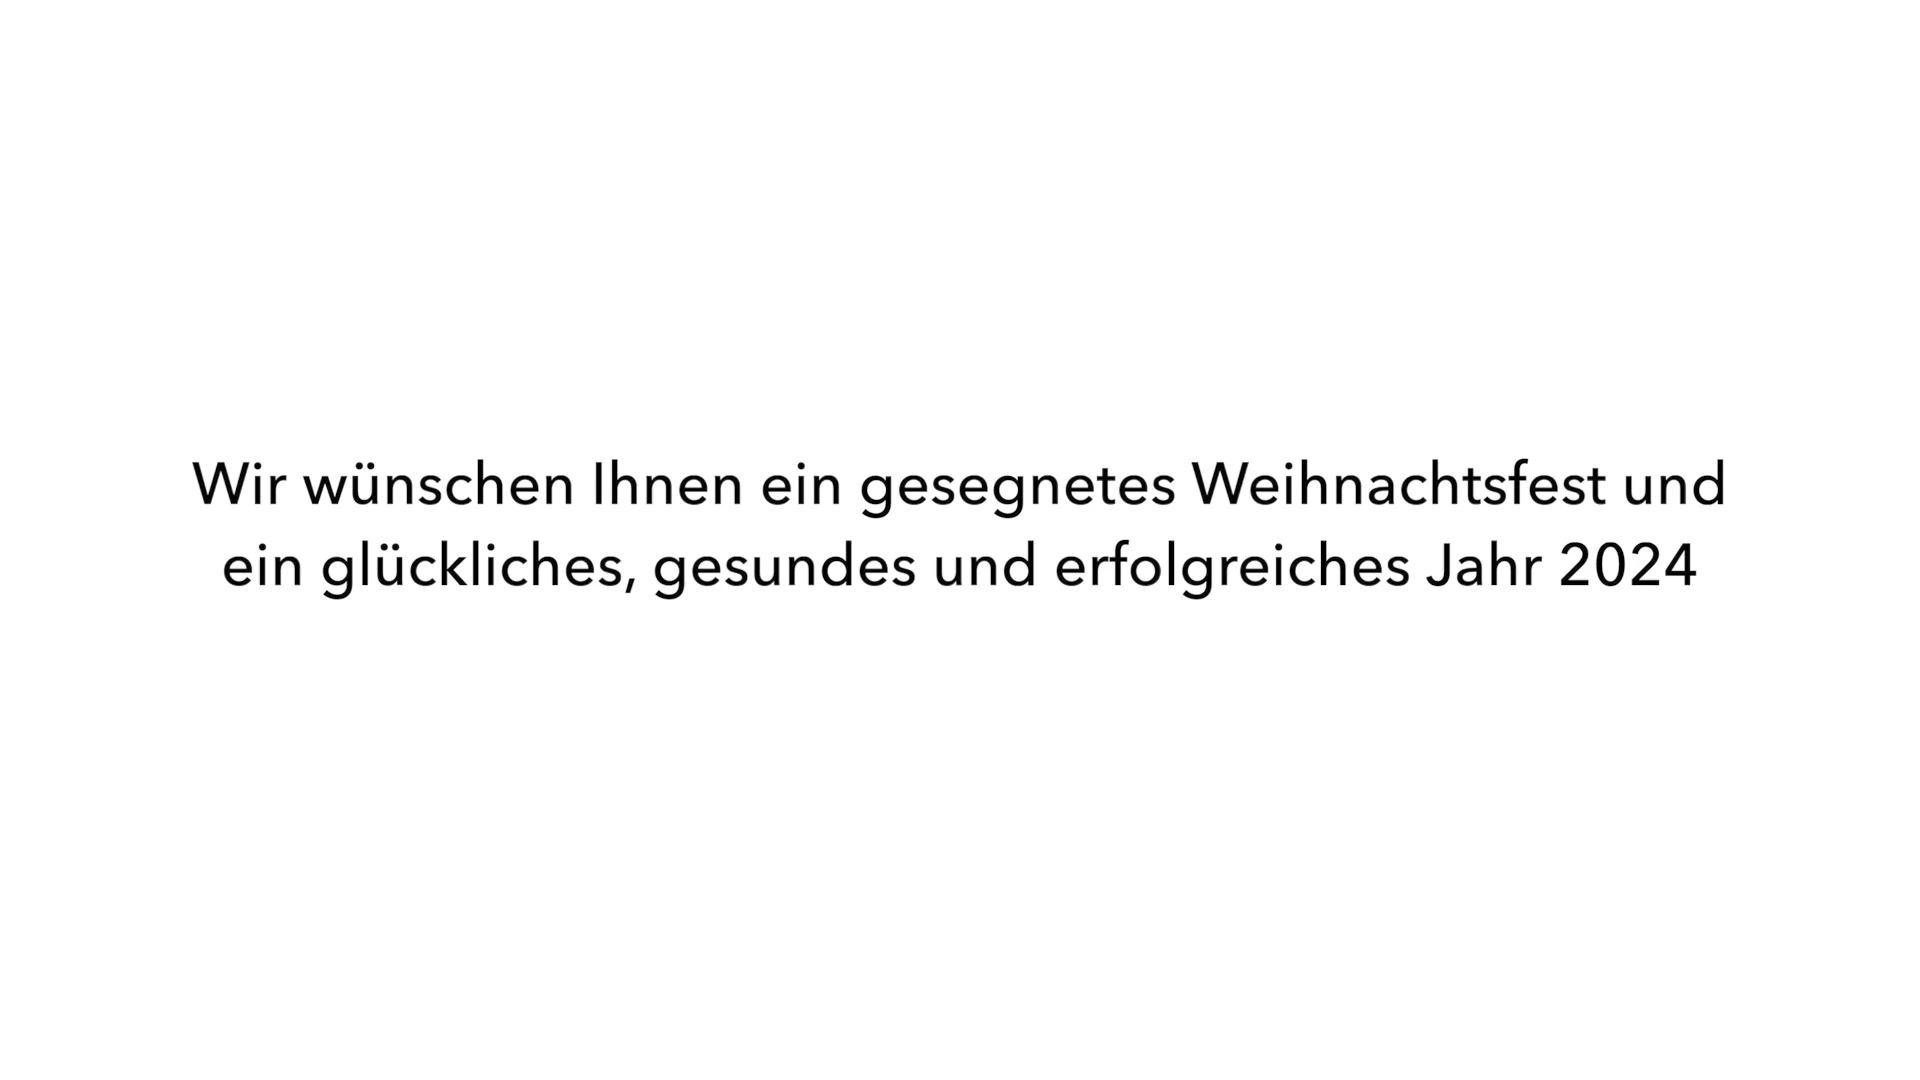 Wir wünschen Ihnen ein gesegnetes Weihnachtsfest und
ein glückliches, gesundes und erfolgreiches Jahr 2024